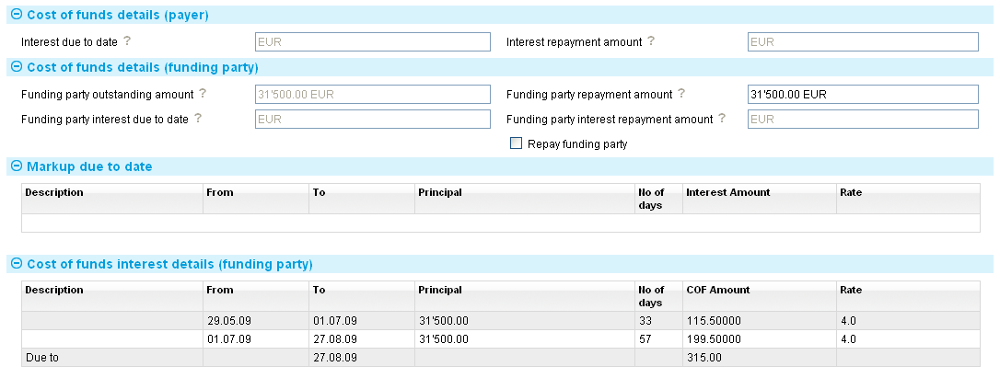 Cost of funds details (payer)
Interest due to date ? EUR Interest repayment amount ? EUR
Cost of funds details (funding party)
Funding party outstanding amount ? 31'500.00 EUR Funding party repayment amount ? 31'500.00 EUR
Funding party interest due to date ? EUR Funding party interest repayment amount ? EUR
Repay funding party
Markup due to date
Description From To Principal No of days Interest Amount Rate
Cost of funds interest details (funding party)
Description From To Principal No of days COF Amount Rate
29.05.09 01.07.09 31'500.00 33 115.50000 4.0
01.07.09 27.08.09 31'500.00 57 199.50000 4.0
Due to 27.08.09 315.00